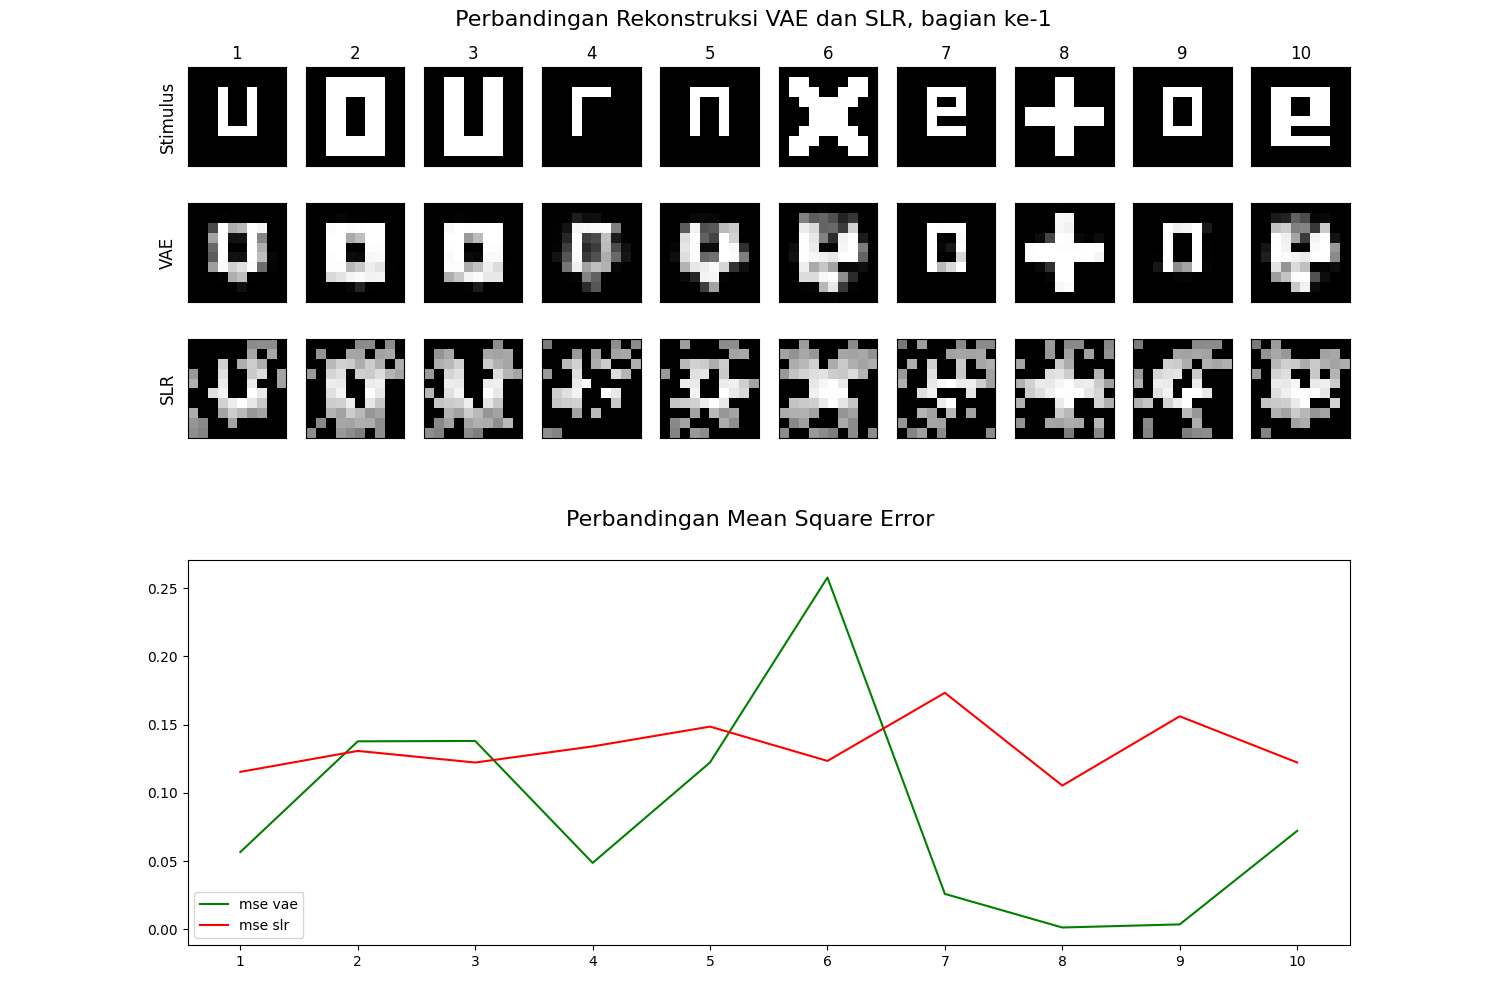 Perbandingan Rekonstruksi VAE dan SLR, bagian ke-1
1 2 3 4 5 6 7 8 9 10
Stimulus
u o u r n x e + o e
VAE
SLR
Perbandingan Mean Square Error
0.25
0.20
0.15
0.10
0.05
0.00
mse vae
mse slr
1 2 3 4 5 6 7 8 9 10